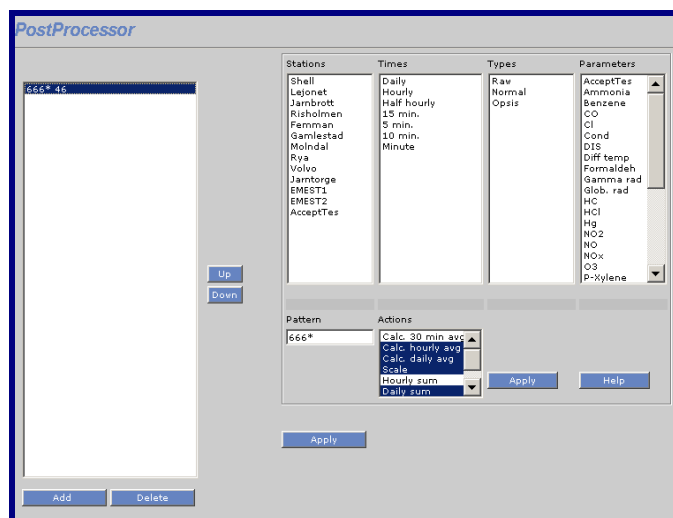 PostProcessor
666* 46
Up
Down
Add
Delete
Stations
Shell
Lejonet
Jarnbrott
Risholmen
Femman
Gamlestad
Molndal
Rya
Volvo
Jarntorge
EMEST1
EMEST2
AcceptTes
Times
Daily
Hourly
Half hourly
15 min.
5 min.
10 min.
Minute
Types
Raw
Normal
Opsis
Parameters
AcceptTes
Ammonia
Benzene
CO
Cl
Cond
DIS
Diff temp
Formaldeh
Gamma rad
Glob. rad
HC
HCl
Hg
NO2
NO
NOx
O3
P-Xylene
Pattern
666*
Actions
Calc. 30 min avg
Calc. hourly avg
Calc. daily avg
Scale
Hourly sum
Daily sum
Apply
Help
Apply